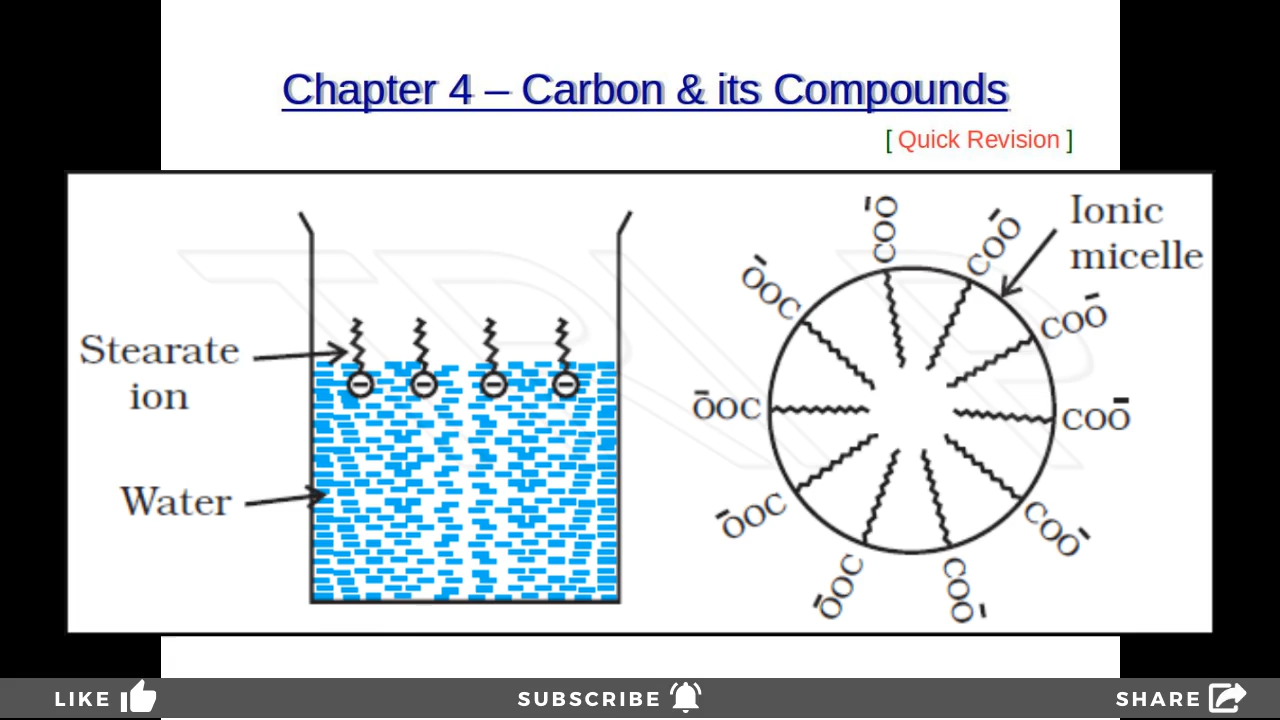 Chapter 4 – Carbon & its Compounds
[ Quick Revision ]
Stearate
ion
Water
⊖ ⊖ ⊖ ⊖
Ionic
micelle
COO⁻
COO⁻
COO⁻
COO⁻
COO⁻
COO⁻
⁻OOC
⁻OOC
⁻OOC
⁻OOC
LIKE
SUBSCRIBE
SHARE